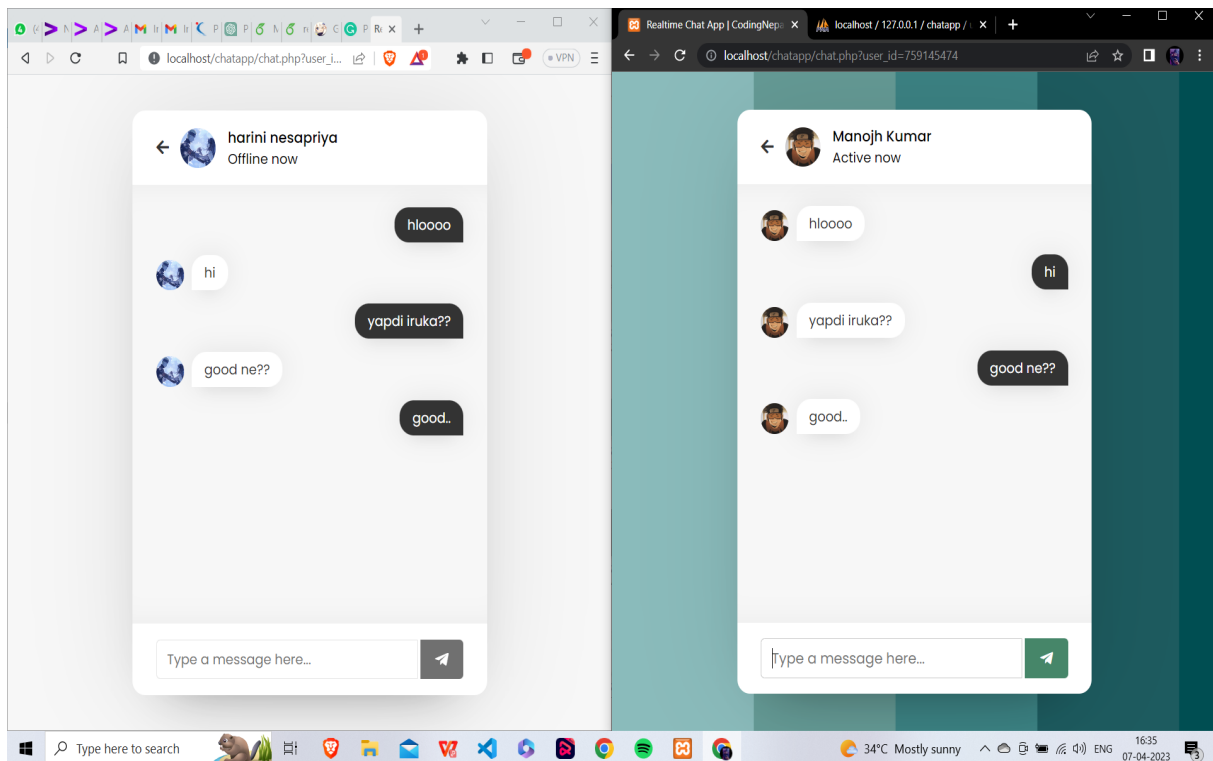 localhost/chatapp/chat.php?user_i...
VPN
harini nesapriya
Offline now
hloooo
hi
yapdi iruka??
good ne??
good..
Type a message here...
Realtime Chat App | CodingNepa
localhost / 127.0.0.1 / chatapp /
localhost/chatapp/chat.php?user_id=759145474
Manojh Kumar
Active now
hloooo
hi
yapdi iruka??
good ne??
good..
Type a message here...
Type here to search
34°C Mostly sunny
ENG
16:35
07-04-2023
3